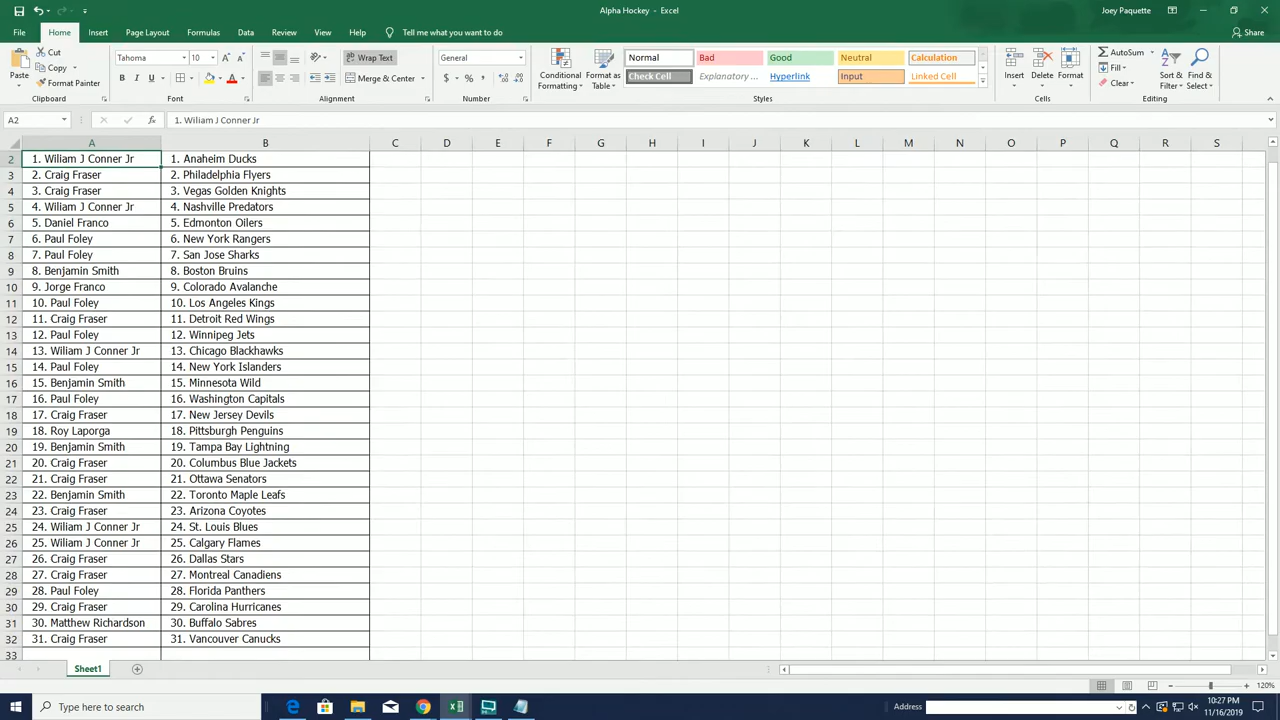 Alpha Hockey - Excel
Joey Paquette
File Home Insert Page Layout Formulas Data Review View Help Tell me what you want to do
Share
Paste
Cut
Copy
Format Painter
Clipboard
Tahoma 10
B I U
Font
Wrap Text
Merge & Center
Alignment
General
$ % ,
Number
Conditional Formatting
Format as Table
Normal Bad Good Neutral Calculation
Check Cell Explanatory ... Hyperlink Input Linked Cell
Styles
Insert Delete Format
Cells
AutoSum
Fill
Clear
Sort & Filter
Find & Select
Editing
A2
fx
1. Wiliam J Conner Jr
A B C D E F G H I J K L M N O P Q R S
2 1. Wiliam J Conner Jr 1. Anaheim Ducks
3 2. Craig Fraser 2. Philadelphia Flyers
4 3. Craig Fraser 3. Vegas Golden Knights
5 4. Wiliam J Conner Jr 4. Nashville Predators
6 5. Daniel Franco 5. Edmonton Oilers
7 6. Paul Foley 6. New York Rangers
8 7. Paul Foley 7. San Jose Sharks
9 8. Benjamin Smith 8. Boston Bruins
10 9. Jorge Franco 9. Colorado Avalanche
11 10. Paul Foley 10. Los Angeles Kings
12 11. Craig Fraser 11. Detroit Red Wings
13 12. Paul Foley 12. Winnipeg Jets
14 13. Wiliam J Conner Jr 13. Chicago Blackhawks
15 14. Paul Foley 14. New York Islanders
16 15. Benjamin Smith 15. Minnesota Wild
17 16. Paul Foley 16. Washington Capitals
18 17. Craig Fraser 17. New Jersey Devils
19 18. Roy Laporga 18. Pittsburgh Penguins
20 19. Benjamin Smith 19. Tampa Bay Lightning
21 20. Craig Fraser 20. Columbus Blue Jackets
22 21. Craig Fraser 21. Ottawa Senators
23 22. Benjamin Smith 22. Toronto Maple Leafs
24 23. Craig Fraser 23. Arizona Coyotes
25 24. Wiliam J Conner Jr 24. St. Louis Blues
26 25. Wiliam J Conner Jr 25. Calgary Flames
27 26. Craig Fraser 26. Dallas Stars
28 27. Craig Fraser 27. Montreal Canadiens
29 28. Paul Foley 28. Florida Panthers
30 29. Craig Fraser 29. Carolina Hurricanes
31 30. Matthew Richardson 30. Buffalo Sabres
32 31. Craig Fraser 31. Vancouver Canucks
33
Sheet1
120%
Type here to search
Address
10:27 PM
11/16/2019